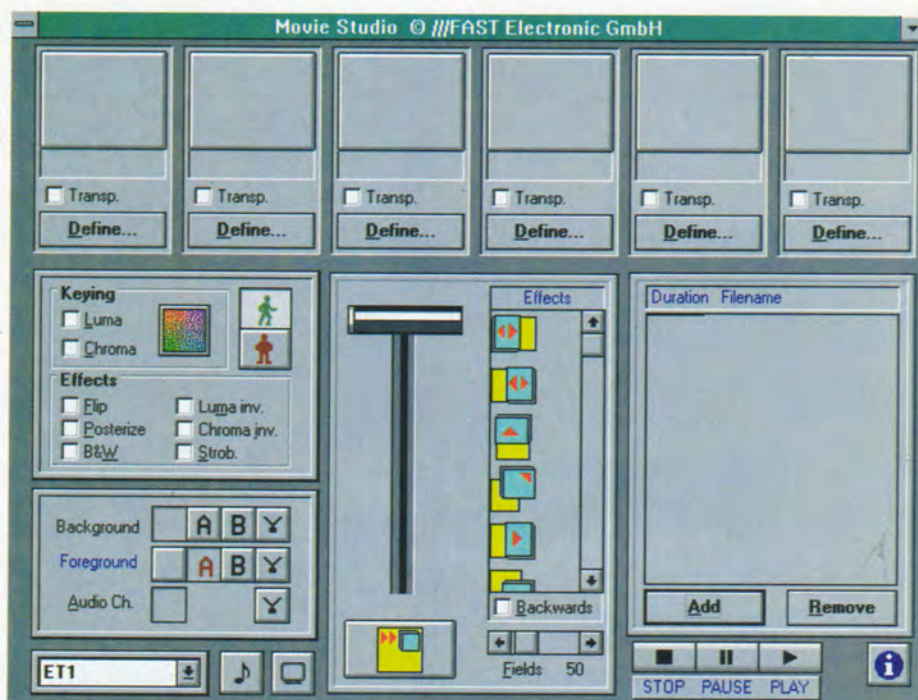 Movie Studio © ///FAST Electronic GmbH
Transp. Transp. Transp. Transp. Transp. Transp.
Define... Define... Define... Define... Define... Define...
Keying
Luma
Chroma
Effects
Flip Luma inv.
Posterize Chroma inv.
B&W Strob.
Background A B
Foreground A B
Audio Ch.
ET1
Effects
Backwards
Fields 50
Duration Filename
Add Remove
STOP PAUSE PLAY
i